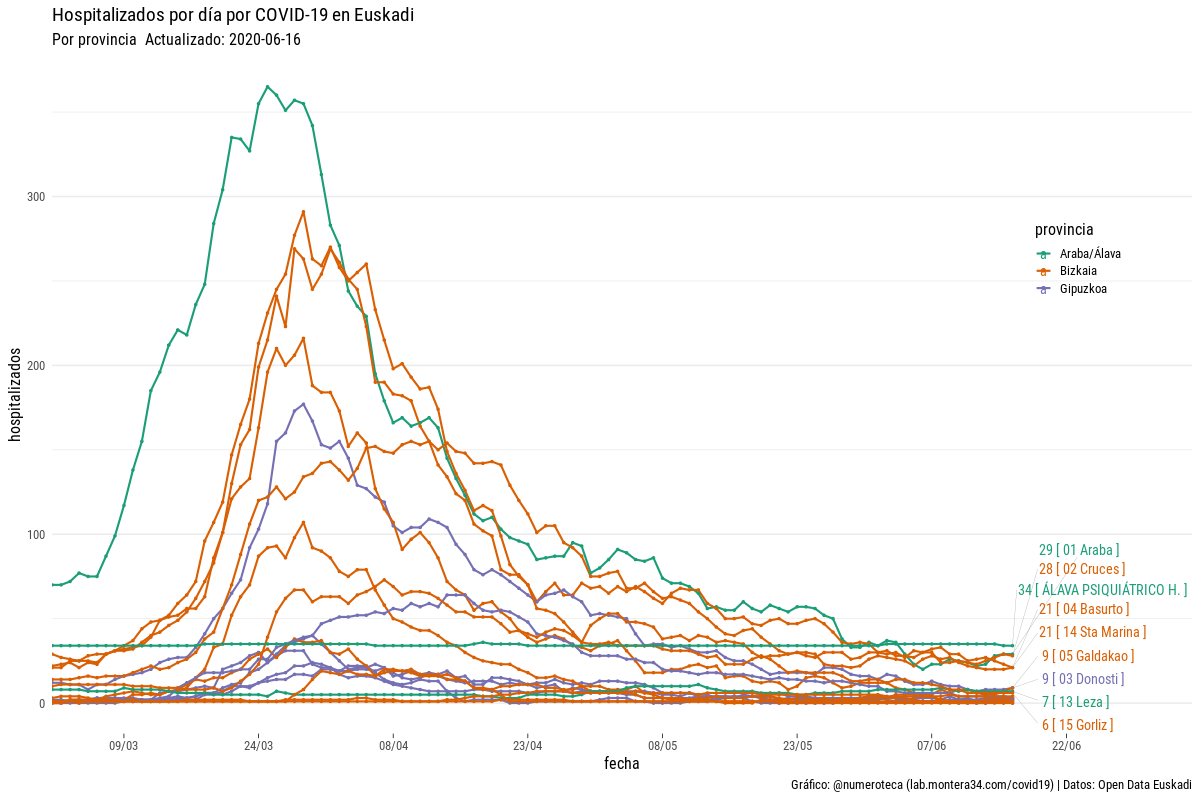 Hospitalizados por día por COVID-19 en Euskadi
Por provincia  Actualizado: 2020-06-16
hospitalizados
300
200
100
0
provincia
Araba/Álava
Bizkaia
Gipuzkoa
29 [ 01 Araba ]
28 [ 02 Cruces ]
34 [ ÁLAVA PSIQUIÁTRICO H. ]
21 [ 04 Basurto ]
21 [ 14 Sta Marina ]
9 [ 05 Galdakao ]
9 [ 03 Donosti ]
7 [ 13 Leza ]
6 [ 15 Gorliz ]
09/03 24/03 08/04 23/04 08/05 23/05 07/06 22/06
fecha
Gráfico: @numeroteca (lab.montera34.com/covid19) | Datos: Open Data Euskadi